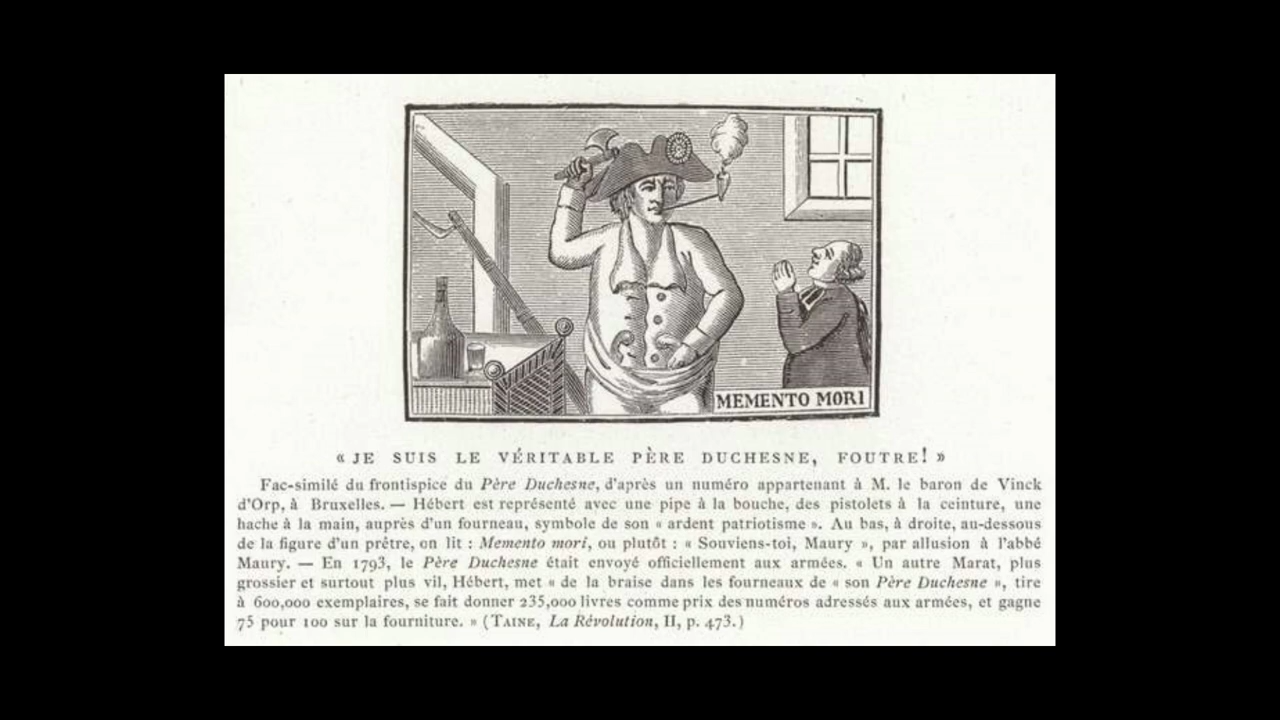 MEMENTO MORI
« JE SUIS LE VÉRITABLE PÈRE DUCHESNE, FOUTRE! »
Fac-similé du frontispice du Père Duchesne, d'après un numéro appartenant à M. le baron de Vinck
d'Orp, à Bruxelles. — Hébert est représenté avec une pipe à la bouche, des pistolets à la ceinture, une
hache à la main, auprès d'un fourneau, symbole de son « ardent patriotisme ». Au bas, à droite, au-dessous
de la figure d'un prêtre, on lit : Memento mori, ou plutôt : « Souviens-toi, Maury », par allusion à l'abbé
Maury. — En 1793, le Père Duchesne était envoyé officiellement aux armées. « Un autre Marat, plus
grossier et surtout plus vil, Hébert, met « de la braise dans les fourneaux de « son Père Duchesne », tire
à 600,000 exemplaires, se fait donner 235,000 livres comme prix des numéros adressés aux armées, et gagne
75 pour 100 sur la fourniture. » (TAINE, La Révolution, II, p. 473.)